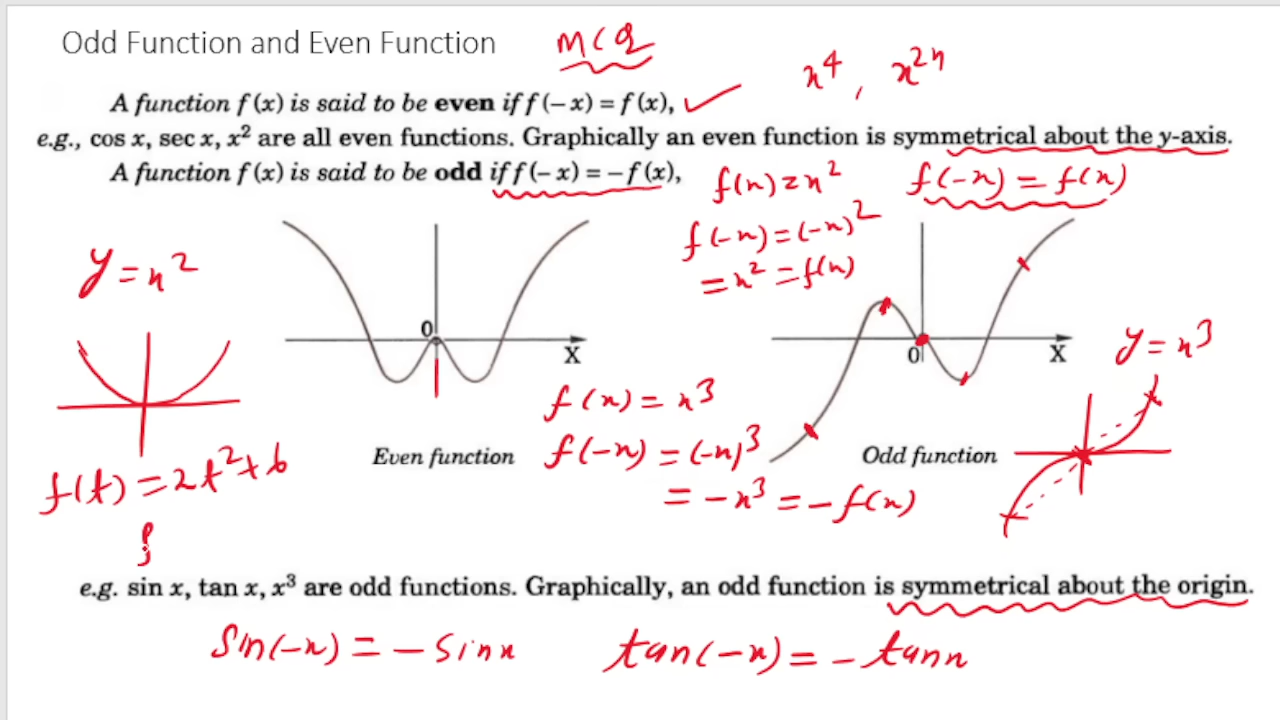 Odd Function and Even Function
MCQ
x⁴, x²ⁿ
A function f (x) is said to be even if f (– x) = f (x),
e.g., cos x, sec x, x² are all even functions. Graphically an even function is symmetrical about the y-axis.
A function f (x) is said to be odd if f (– x) = – f (x),
f(x) = x²
f(-x) = f(x)
f(-x) = (-x)²
= x² = f(x)
y = x²
0
X
0
X
y = x³
f(x) = x³
f(-x) = (-x)³
= -x³ = -f(x)
Even function
Odd function
f(t) = 2t² + 6
e.g. sin x, tan x, x³ are odd functions. Graphically, an odd function is symmetrical about the origin.
Sin(-x) = - Sinx
tan(-x) = - tanx